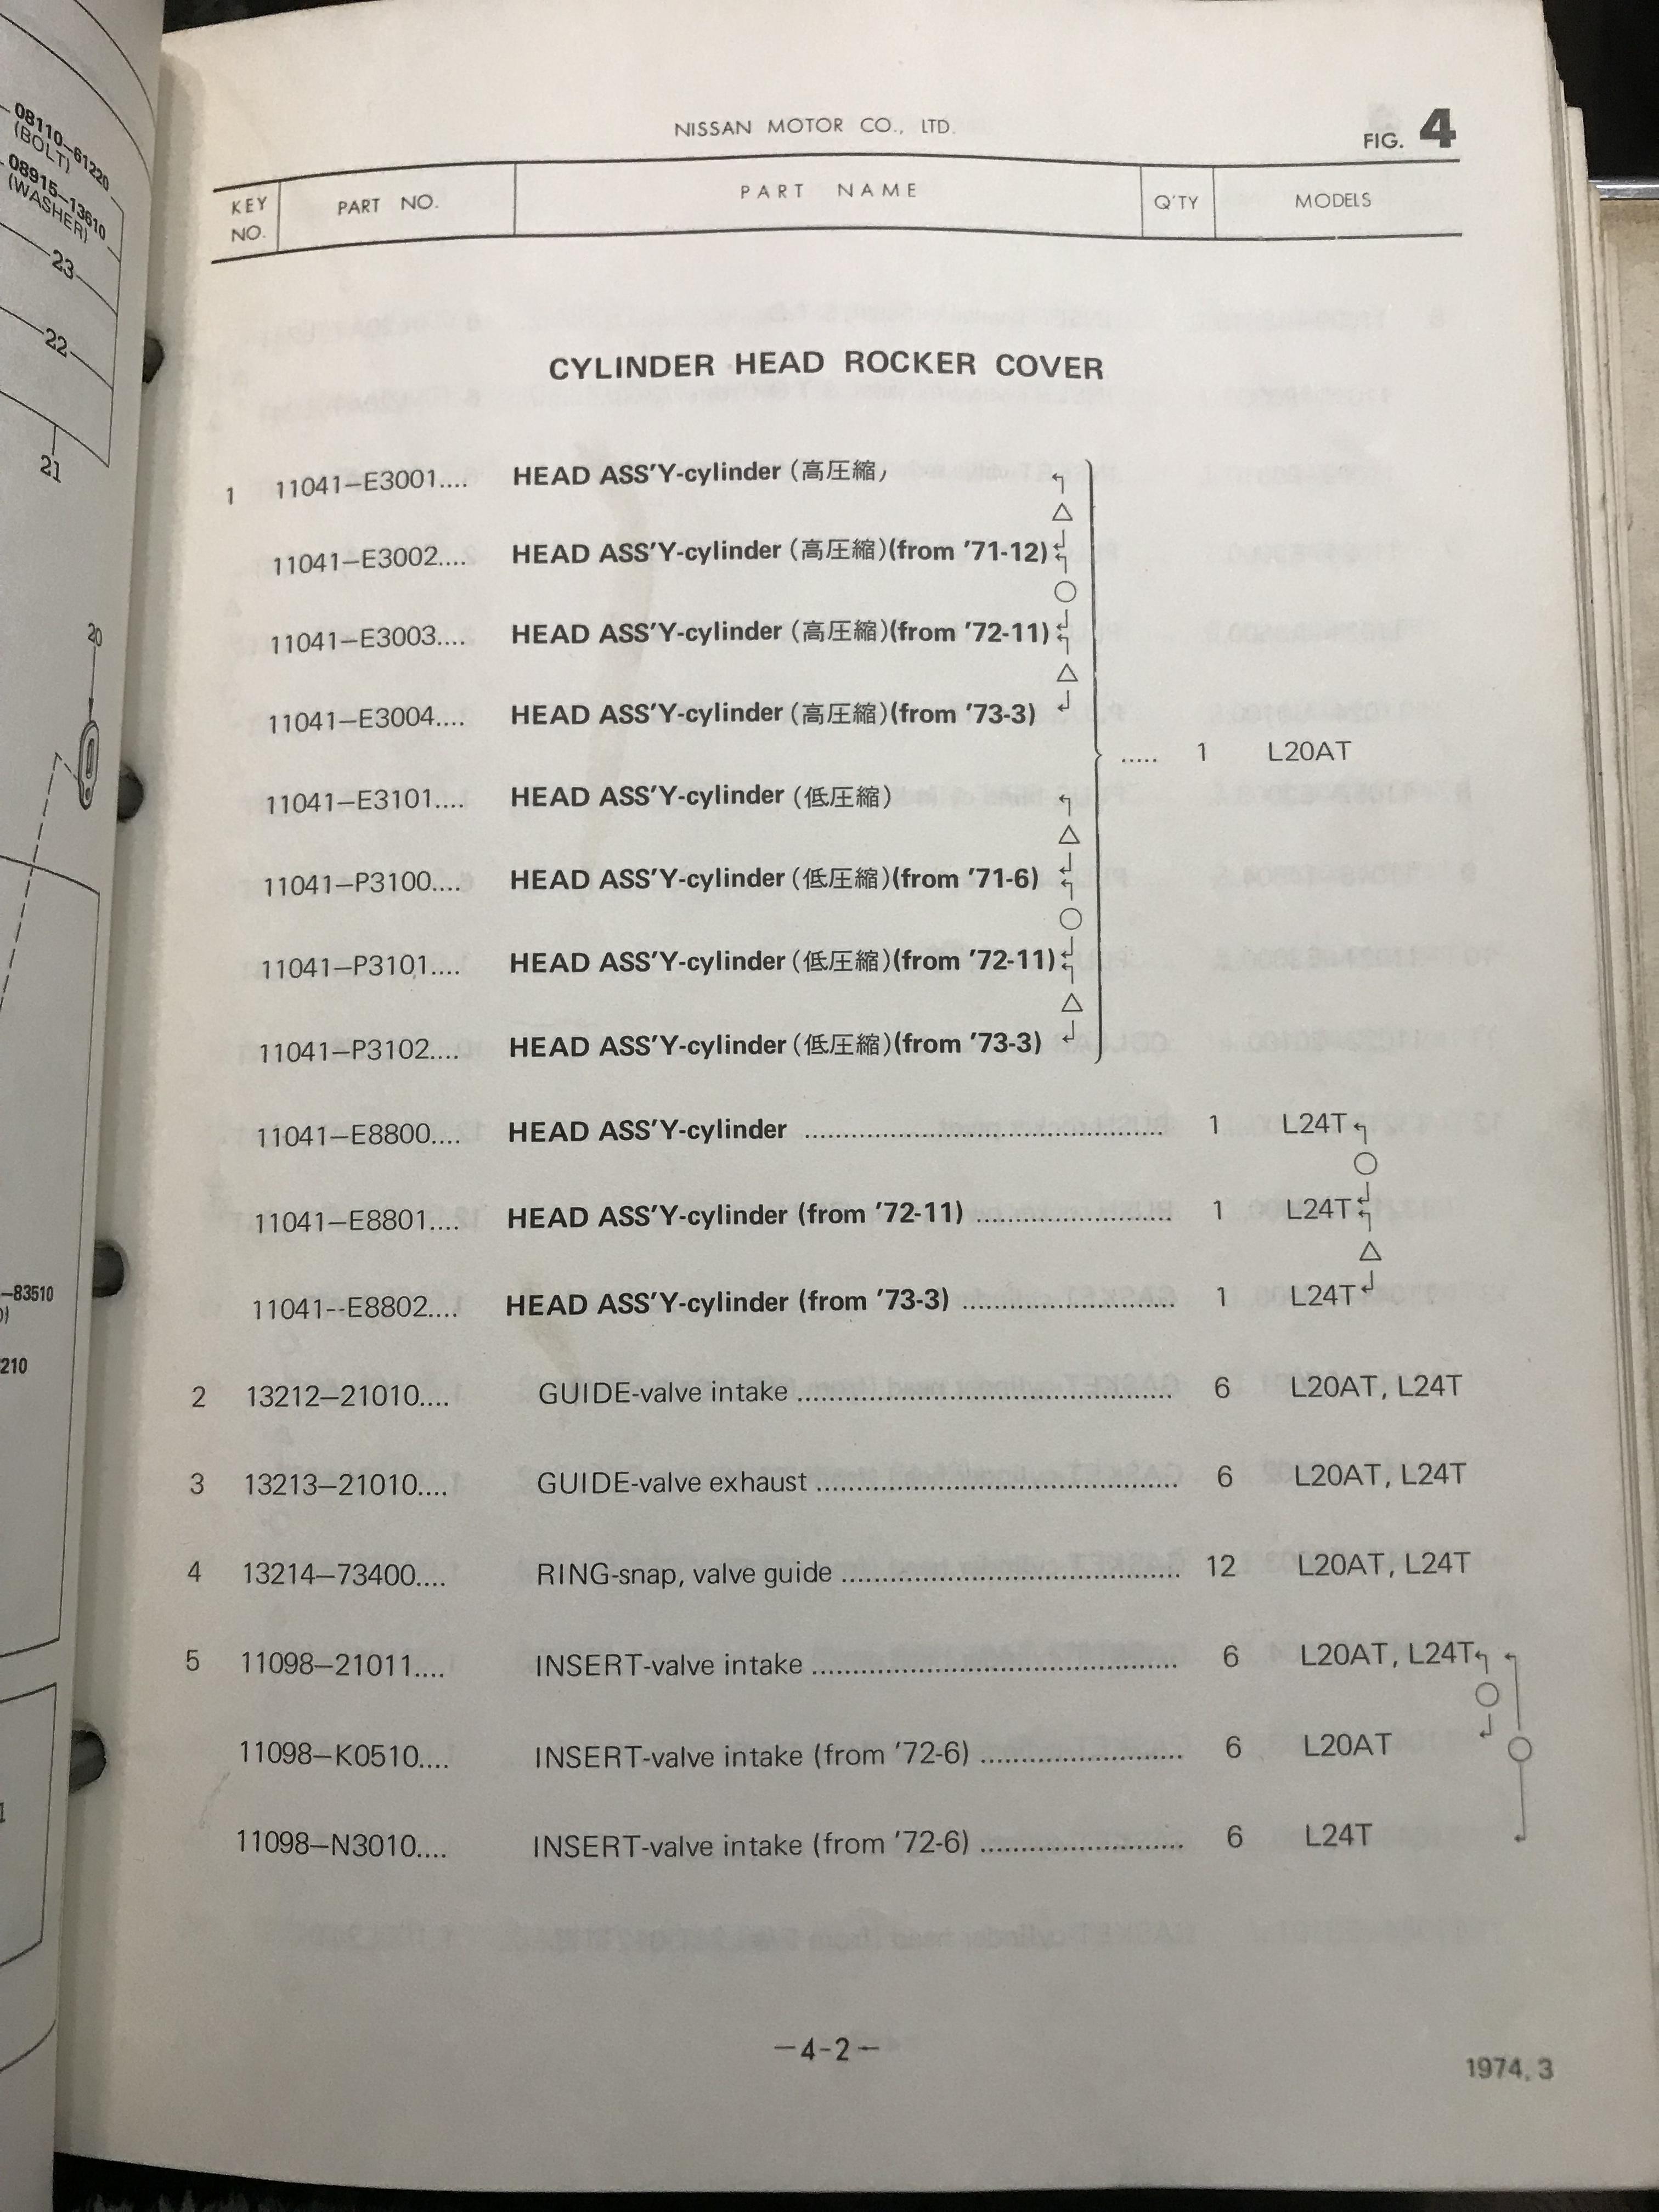 08110–61220
(BOLT)
08915–13610
(WASHER)
23
22
21
20
–83510
210
NISSAN MOTOR CO., LTD.
FIG. 4
KEY NO. PART NO. PART NAME Q'TY MODELS
CYLINDER HEAD ROCKER COVER
1 11041–E3001.... HEAD ASS'Y-cylinder (高圧縮)
11041–E3002.... HEAD ASS'Y-cylinder (高圧縮)(from '71-12)
11041–E3003.... HEAD ASS'Y-cylinder (高圧縮)(from '72-11)
11041–E3004.... HEAD ASS'Y-cylinder (高圧縮)(from '73-3)
..... 1 L20AT
11041–E3101.... HEAD ASS'Y-cylinder (低圧縮)
11041–P3100.... HEAD ASS'Y-cylinder (低圧縮)(from '71-6)
11041–P3101.... HEAD ASS'Y-cylinder (低圧縮)(from '72-11)
11041–P3102.... HEAD ASS'Y-cylinder (低圧縮)(from '73-3)
11041–E8800.... HEAD ASS'Y-cylinder .......... 1 L24T
11041–E8801.... HEAD ASS'Y-cylinder (from '72-11) .......... 1 L24T
11041--E8802.... HEAD ASS'Y-cylinder (from '73-3) .......... 1 L24T
2 13212–21010.... GUIDE-valve intake .......... 6 L20AT, L24T
3 13213–21010.... GUIDE-valve exhaust .......... 6 L20AT, L24T
4 13214–73400.... RING-snap, valve guide .......... 12 L20AT, L24T
5 11098–21011.... INSERT-valve intake .......... 6 L20AT, L24T
11098–K0510.... INSERT-valve intake (from '72-6) .......... 6 L20AT
11098–N3010.... INSERT-valve intake (from '72-6) .......... 6 L24T
–4-2–
1974. 3